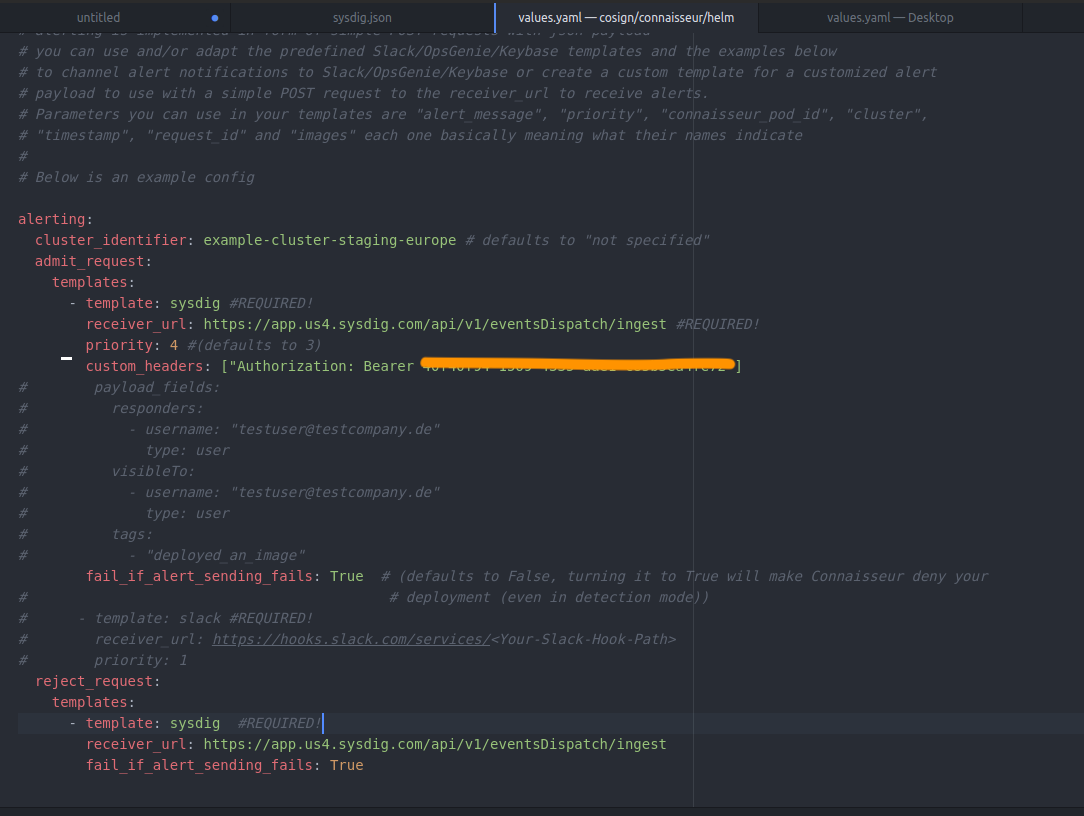 untitled
sysdig.json
values.yaml — cosign/connaisseur/helm
values.yaml — Desktop
# alerting is implemented in form of simple POST requests with json payload
# you can use and/or adapt the predefined Slack/OpsGenie/Keybase templates and the examples below
# to channel alert notifications to Slack/OpsGenie/Keybase or create a custom template for a customized alert
# payload to use with a simple POST request to the receiver_url to receive alerts.
# Parameters you can use in your templates are "alert_message", "priority", "connaisseur_pod_id", "cluster",
# "timestamp", "request_id" and "images" each one basically meaning what their names indicate
#
# Below is an example config
alerting:
  cluster_identifier: example-cluster-staging-europe # defaults to "not specified"
  admit_request:
    templates:
      - template: sysdig #REQUIRED!
        receiver_url: https://app.us4.sysdig.com/api/v1/eventsDispatch/ingest #REQUIRED!
        priority: 4 #(defaults to 3)
        custom_headers: ["Authorization: Bearer ]
#        payload_fields:
#          responders:
#            - username: "testuser@testcompany.de"
#              type: user
#          visibleTo:
#            - username: "testuser@testcompany.de"
#              type: user
#          tags:
#            - "deployed_an_image"
        fail_if_alert_sending_fails: True  # (defaults to False, turning it to True will make Connaisseur deny your
#                                           # deployment (even in detection mode))
#      - template: slack #REQUIRED!
#        receiver_url: https://hooks.slack.com/services/<Your-Slack-Hook-Path>
#        priority: 1
  reject_request:
    templates:
      - template: sysdig  #REQUIRED!
        receiver_url: https://app.us4.sysdig.com/api/v1/eventsDispatch/ingest
        fail_if_alert_sending_fails: True